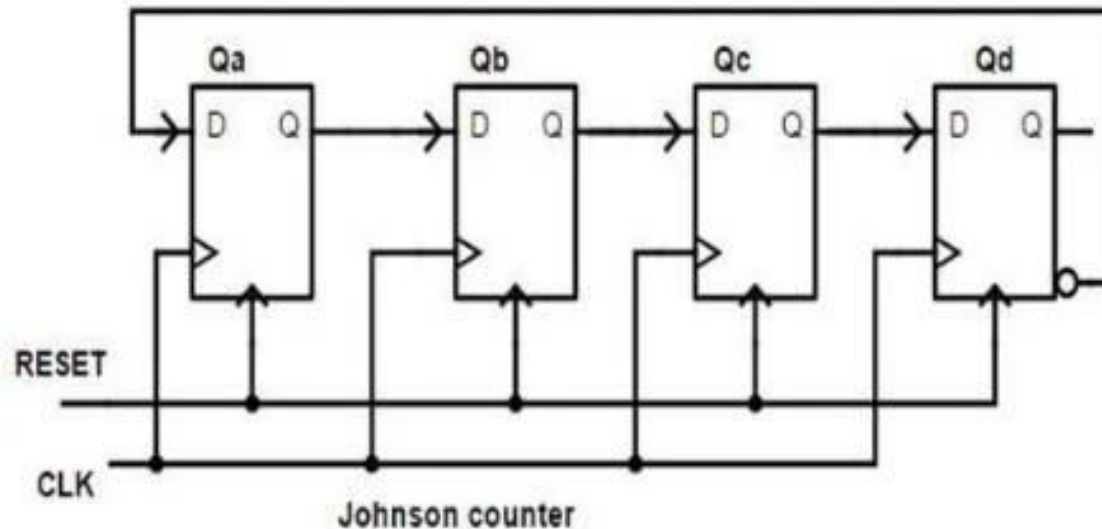 Qa Qb Qc Qd
D Q D Q D Q D Q
RESET
CLK
Johnson counter